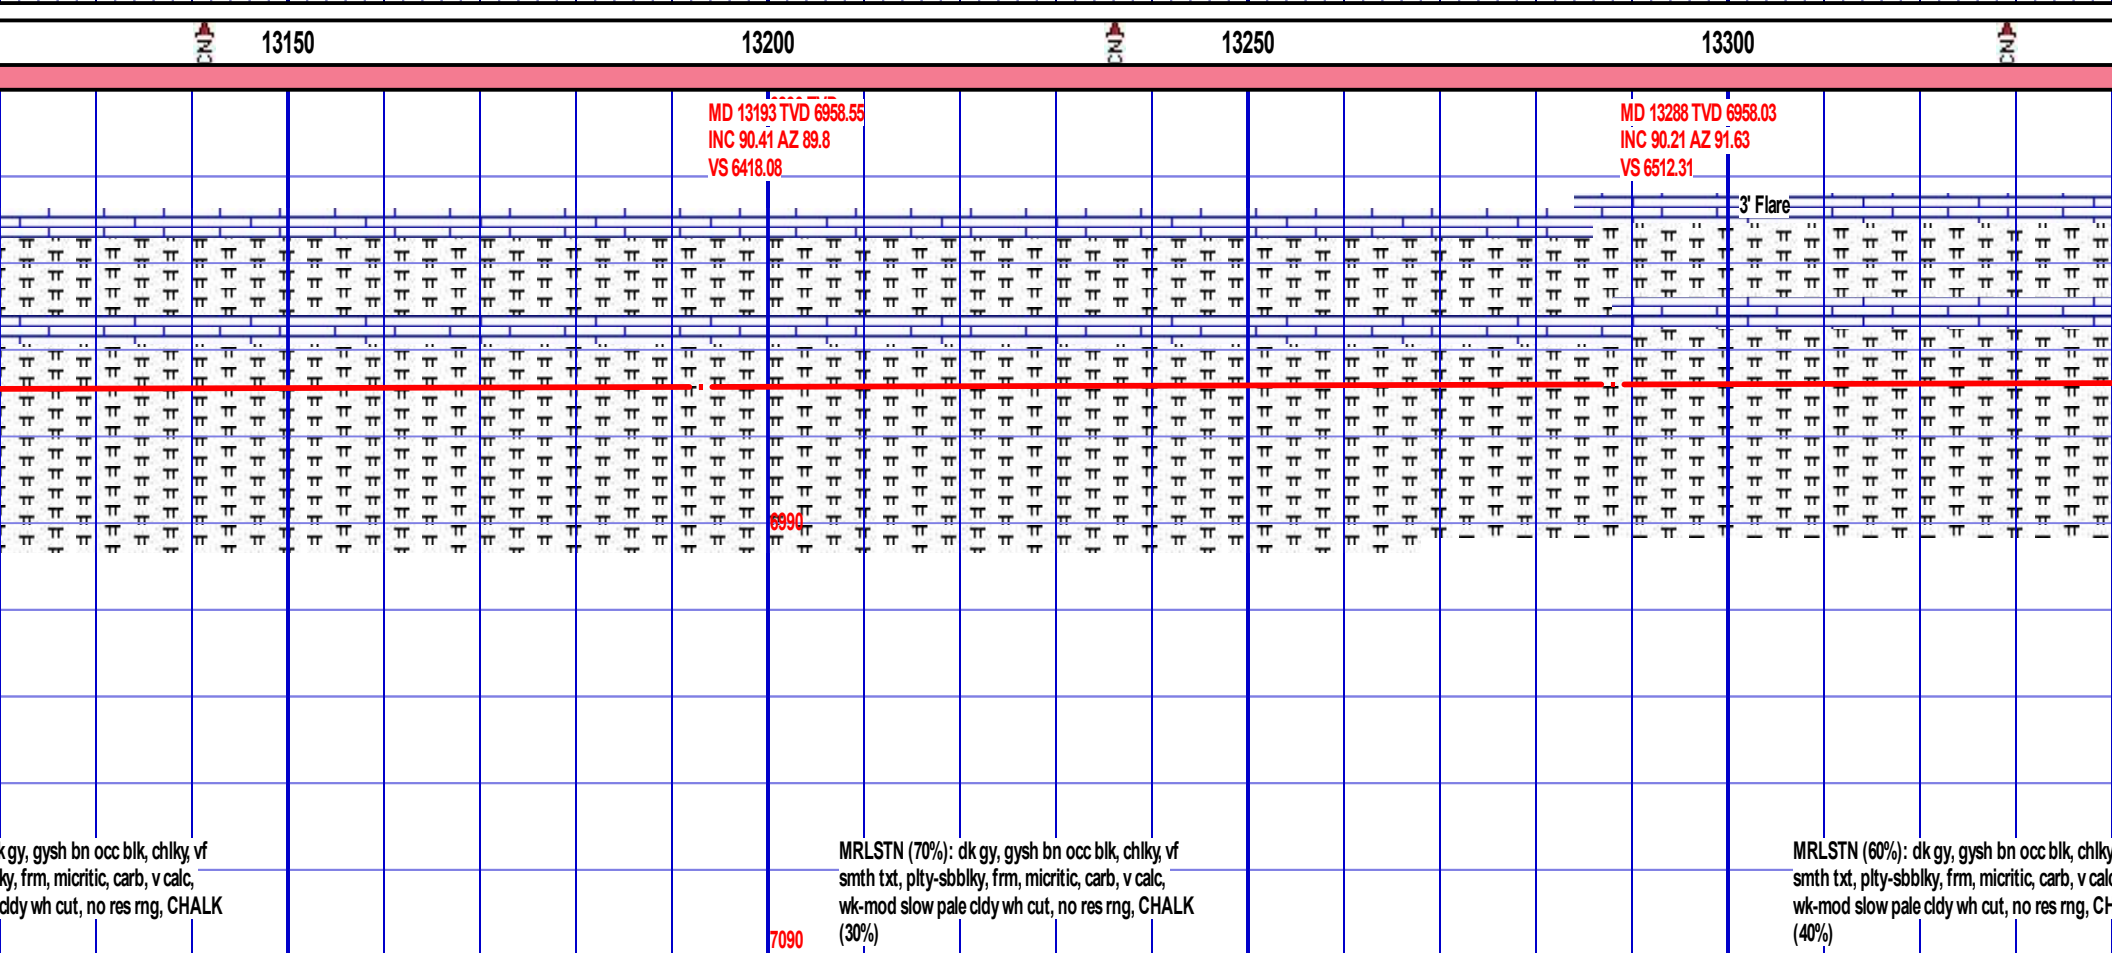 13150
13200
13250
13300
CN
CN
CN
MD 13193 TVD 6958.55
INC 90.41 AZ 89.8
VS 6418.08
MD 13288 TVD 6958.03
INC 90.21 AZ 91.63
VS 6512.31
3' Flare
6990
k gy, gysh bn occ blk, chlky, vf
ky, frm, micritic, carb, v calc,
cldy wh cut, no res rng, CHALK
MRLSTN (70%): dk gy, gysh bn occ blk, chlky, vf
smth txt, plty-sbblky, frm, micritic, carb, v calc,
wk-mod slow pale cldy wh cut, no res rng, CHALK
(30%)
MRLSTN (60%): dk gy, gysh bn occ blk, chlky
smth txt, plty-sbblky, frm, micritic, carb, v calc
wk-mod slow pale cldy wh cut, no res rng, CH
(40%)
7090